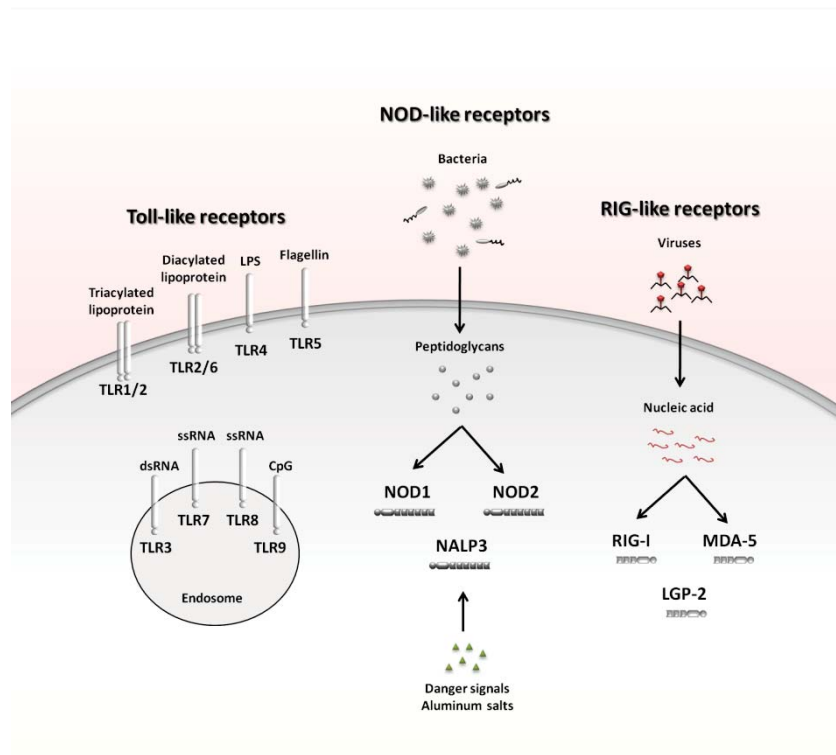 NOD-like receptors
Bacteria
Toll-like receptors
RIG-like receptors
Viruses
Triacylated
lipoprotein
Diacylated
lipoprotein
LPS
Flagellin
TLR1/2
TLR2/6
TLR4
TLR5
Peptidoglycans
Nucleic acid
dsRNA
ssRNA
ssRNA
CpG
TLR3
TLR7
TLR8
TLR9
Endosome
NOD1
NOD2
NALP3
Danger signals
Aluminum salts
RIG-I
MDA-5
LGP-2